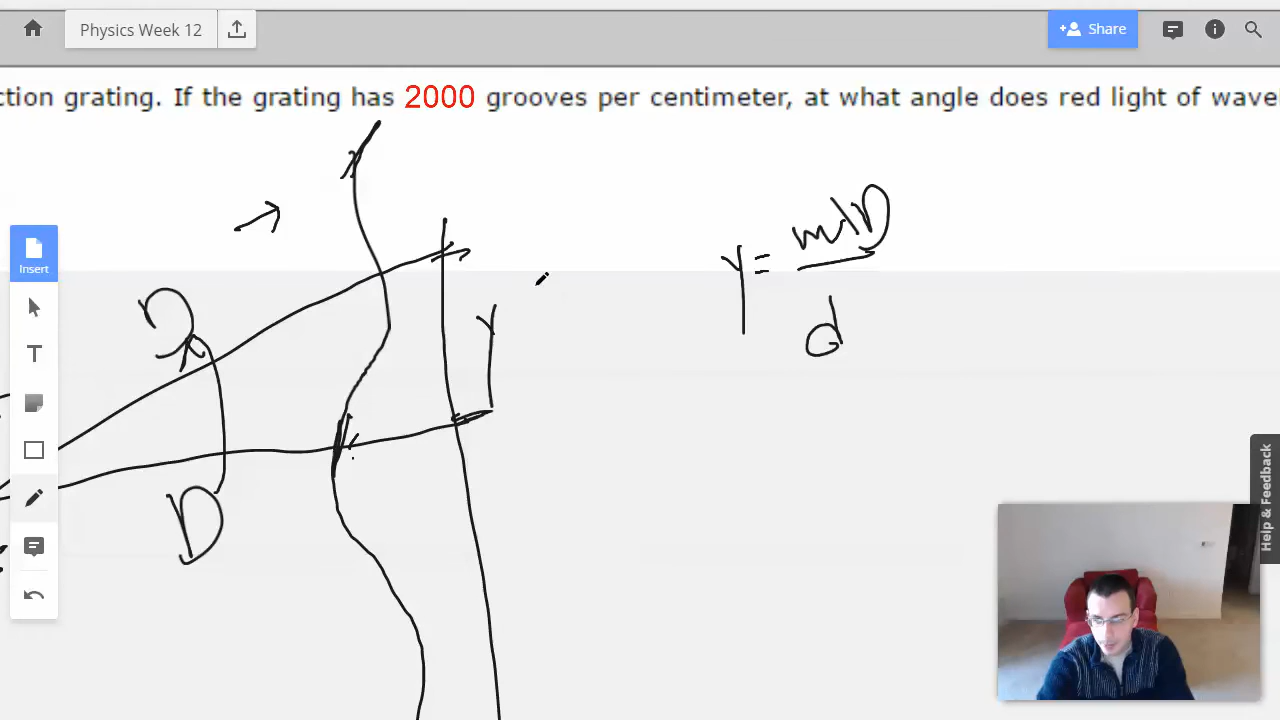 Physics Week 12
Share
ction grating. If the grating has 2000 grooves per centimeter, at what angle does red light of wavel
Insert
R
Y
D
Y = mλD
d
T
Help & Feedback